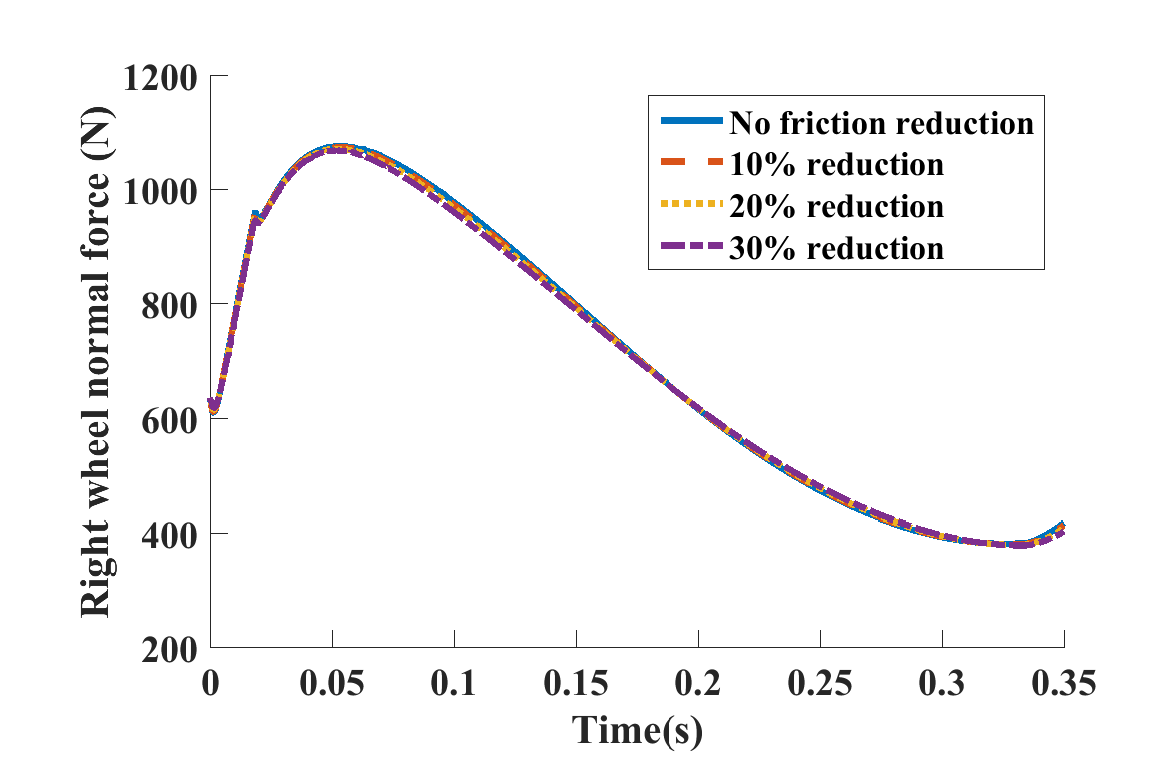 1200
1000
800
600
400
200
Right wheel normal force (N)
No friction reduction
10% reduction
20% reduction
30% reduction
0 0.05 0.1 0.15 0.2 0.25 0.3 0.35
Time(s)